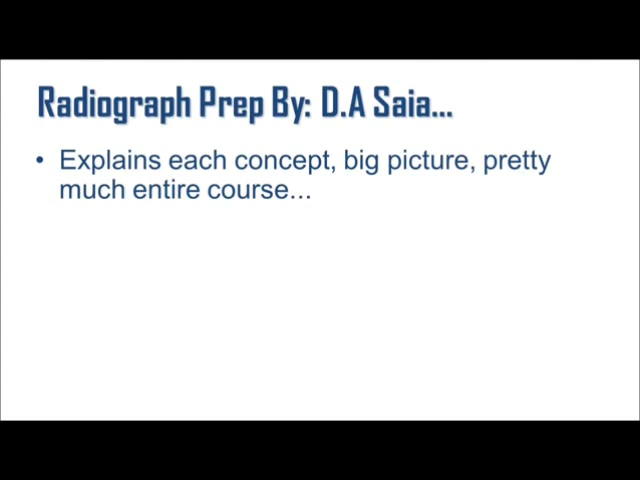 Radiograph Prep By: D.A Saia...
• Explains each concept, big picture, pretty
much entire course...